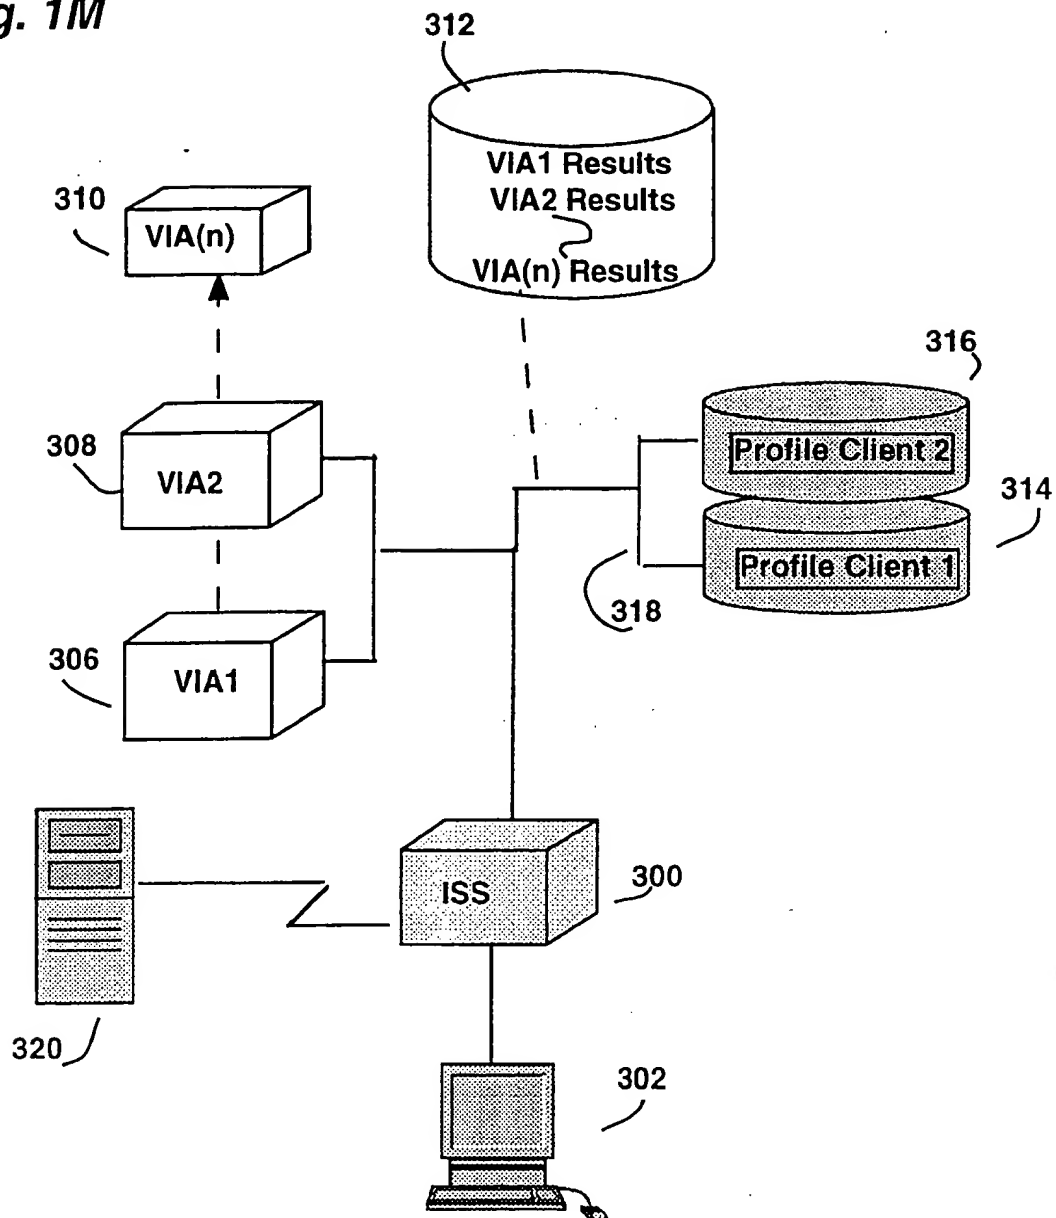 g. 1M
312
VIA1 Results
VIA2 Results
VIA(n) Results
310
VIA(n)
316
Profile Client 2
308
VIA2
314
Profile Client 1
318
306
VIA1
ISS
300
320
302